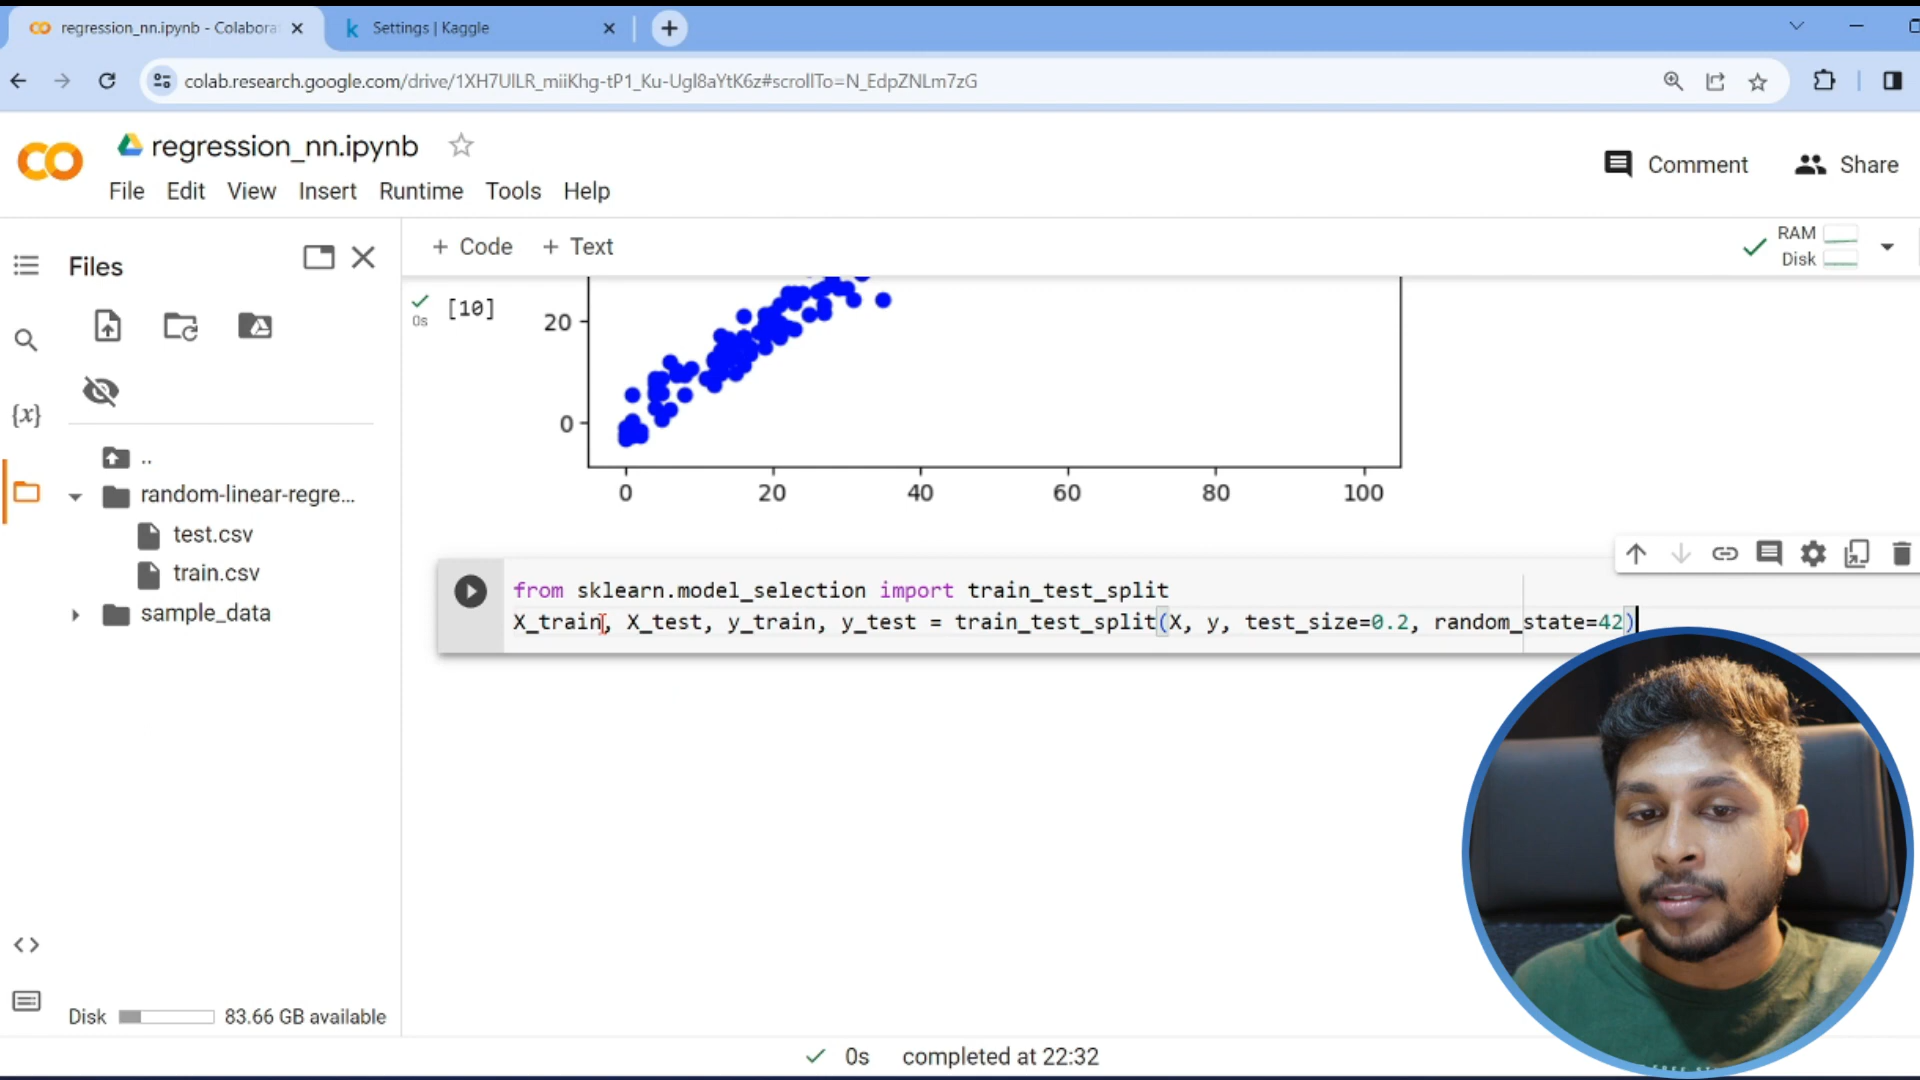 regression_nn.ipynb - Colabora
Settings | Kaggle
colab.research.google.com/drive/1XH7UlLR_miiKhg-tP1_Ku-Ugl8aYtK6z#scrollTo=N_EdpZNLm7zG
regression_nn.ipynb
File Edit View Insert Runtime Tools Help
Comment
Share
Files
+ Code + Text
RAM
Disk
{x}
..
random-linear-regre...
test.csv
train.csv
sample_data
0s
[10]
20
0
0 20 40 60 80 100
from sklearn.model_selection import train_test_split
X_train, X_test, y_train, y_test = train_test_split(X, y, test_size=0.2, random_state=42)
Disk 83.66 GB available
0s completed at 22:32